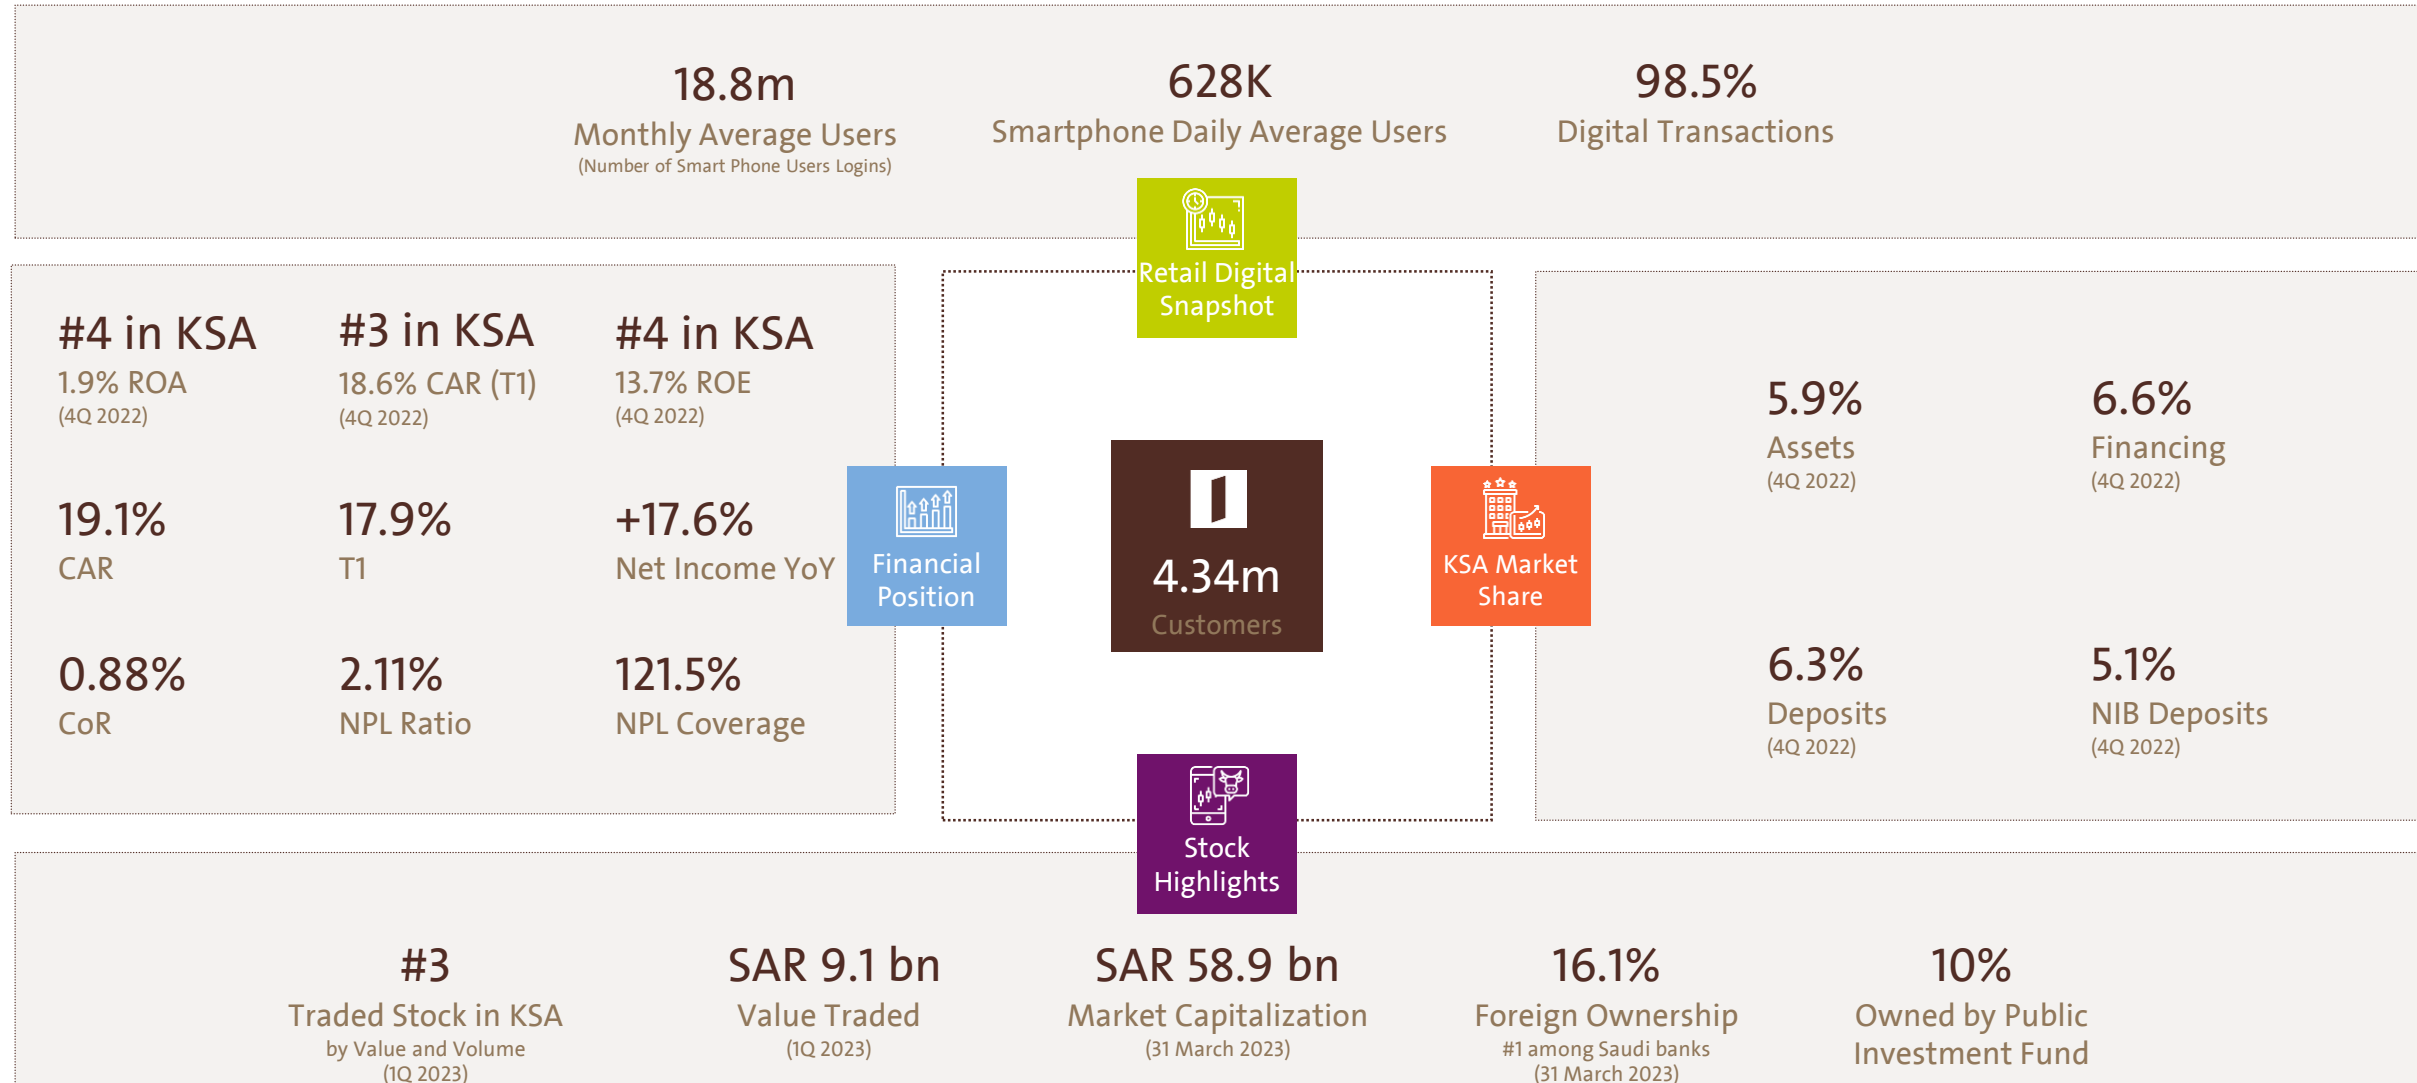 18.8m
Monthly Average Users
(Number of Smart Phone Users Logins)
628K
Smartphone Daily Average Users
98.5%
Digital Transactions
Retail Digital
Snapshot
#4 in KSA
1.9% ROA
(4Q 2022)
#3 in KSA
18.6% CAR (T1)
(4Q 2022)
#4 in KSA
13.7% ROE
(4Q 2022)
19.1%
CAR
17.9%
T1
+17.6%
Net Income YoY
0.88%
CoR
2.11%
NPL Ratio
121.5%
NPL Coverage
Financial
Position
4.34m
Customers
KSA Market
Share
5.9%
Assets
(4Q 2022)
6.6%
Financing
(4Q 2022)
6.3%
Deposits
(4Q 2022)
5.1%
NIB Deposits
(4Q 2022)
Stock
Highlights
#3
Traded Stock in KSA
by Value and Volume
(1Q 2023)
SAR 9.1 bn
Value Traded
(1Q 2023)
SAR 58.9 bn
Market Capitalization
(31 March 2023)
16.1%
Foreign Ownership
#1 among Saudi banks
(31 March 2023)
10%
Owned by Public
Investment Fund